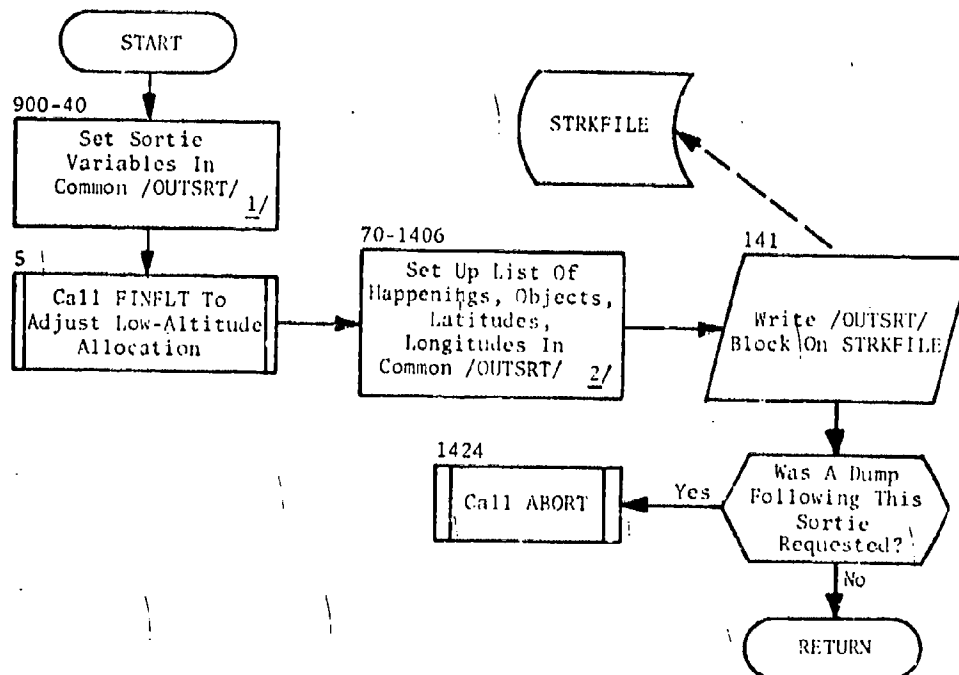 START
900-40
Set Sortie
Variables In
Common /OUTSRT/
1/
5
Call FINFLT To
Adjust Low-Altitude
Allocation
70-1406
Set Up List Of
Happenings, Objects,
Latitudes,
Longitudes In
Common /OUTSRT/ 2/
STRKFILE
141
Write /OUTSRT/
Block On STRKFILE
1424
Call ABORT
Yes
Was A Dump
Following This
Sortie
Requested?
No
RETURN